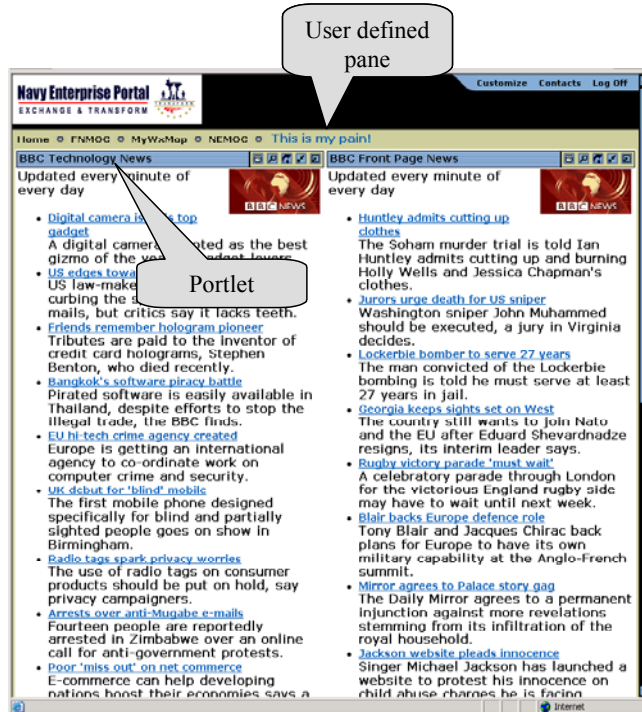 User defined
pane
Navy Enterprise Portal
EXCHANGE & TRANSFORM
Customize Contacts Log Off
Home FNMOC MyWxMap NEMOC This is my pain!
BBC Technology News
Updated every minute of
every day
BBC NEWS
Portlet
Digital camera top
gadget
A digital camera voted as the best
gizmo of the
US edges
US law-make
curbing the
mails, but critics say it lacks teeth.
Friends remember hologram pioneer
Tributes are paid to the inventor of
credit card holograms, Stephen
Benton, who died recently.
Bangkok's software piracy battle
Pirated software is easily available in
Thailand, despite efforts to stop the
illegal trade, the BBC finds.
EU hi-tech crime agency created
Europe is getting an international
agency to co-ordinate work on
computer crime and security.
UK debut for 'blind' mobile
The first mobile phone designed
specifically for blind and partially
sighted people goes on show in
Birmingham.
Radio tags spark privacy worries
The use of radio tags on consumer
products should be put on hold, say
privacy campaigners.
Arrests over anti-Mugabe e-mails
Fourteen people are reportedly
arrested in Zimbabwe over an online
call for anti-government protests.
Poor 'miss out' on net commerce
E-commerce can help developing
nations boost their economies says a
BBC Front Page News
Updated every minute of
every day
BBC NEWS
Huntley admits cutting up
clothes
The Soham murder trial is told Ian
Huntley admits cutting up and burning
Holly Wells and Jessica Chapman's
clothes.
Jurors urge death for US sniper
Washington sniper John Muhammed
should be executed, a jury in Virginia
decides.
Lockerbie bomber to serve 27 years
The man convicted of the Lockerbie
bombing is told he must serve at least
27 years in jail.
Georgia keeps sights set on West
The country still wants to join Nato
and the EU after Eduard Shevardnadze
resigns, its interim leader says.
Rugby victory parade 'must wait'
A celebratory parade through London
for the victorious England rugby side
may have to wait until next week.
Blair backs Europe defence role
Tony Blair and Jacques Chirac back
plans for Europe to have its own
military capability at the Anglo-French
summit.
Mirror agrees to Palace story gag
The Daily Mirror agrees to a permanent
injunction against more revelations
stemming from its infiltration of the
royal household.
Jackson website pleads innocence
Singer Michael Jackson has launched a
website to protest his innocence on
child abuse charges he is facing
Internet